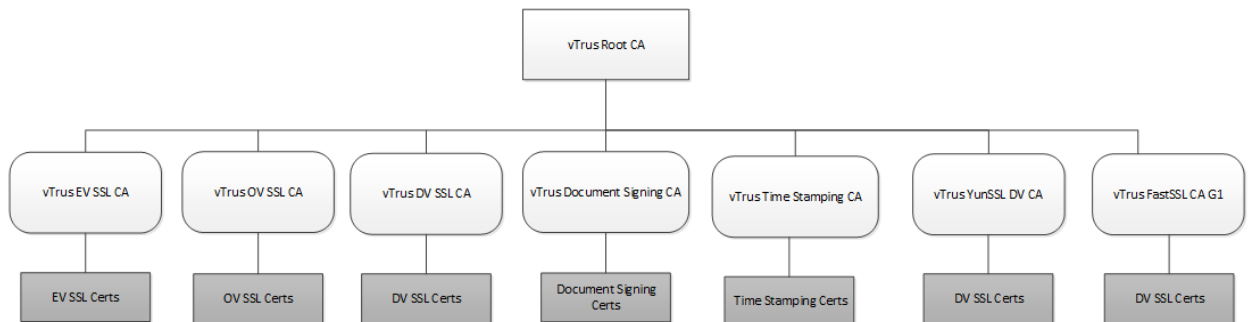 vTrus Root CA
vTrus EV SSL CA
vTrus OV SSL CA
vTrus DV SSL CA
vTrus Document Signing CA
vTrus Time Stamping CA
vTrus YunSSL DV CA
vTrus FastSSL CA G1
EV SSL Certs
OV SSL Certs
DV SSL Certs
Document Signing
Certs
Time Stamping Certs
DV SSL Certs
DV SSL Certs